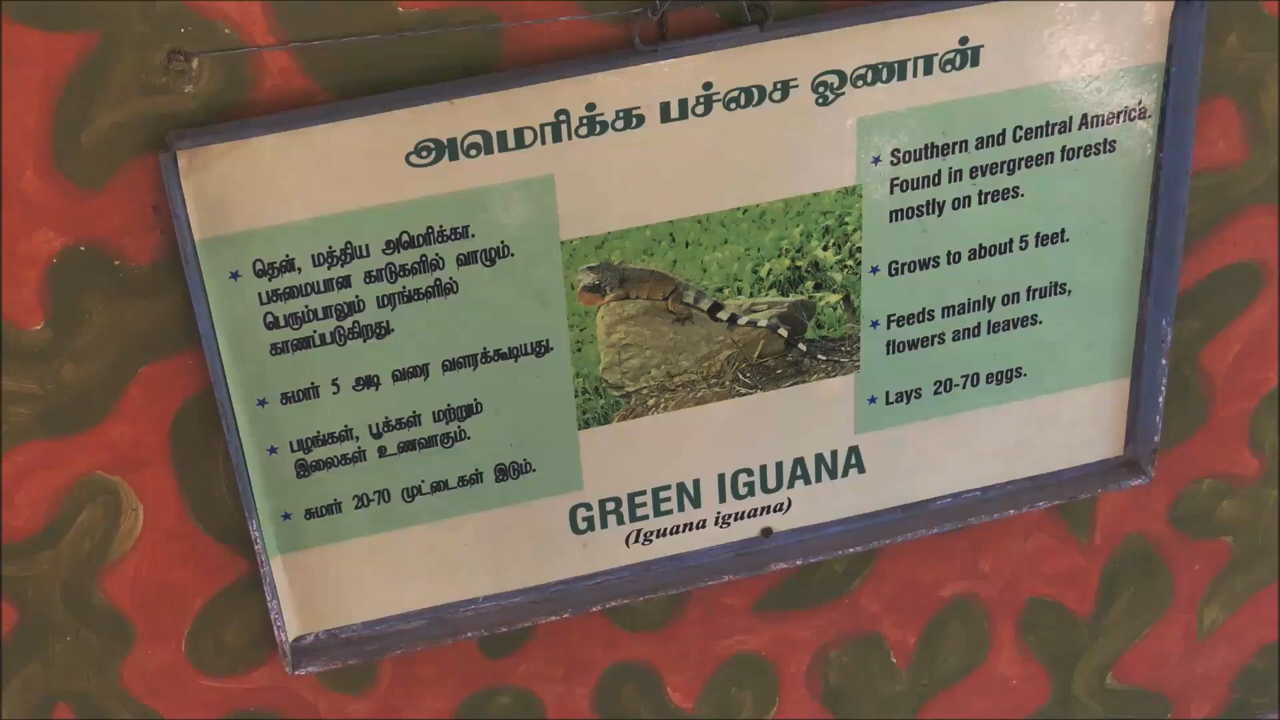 அமெரிக்க பச்சை ஓணான்
★ தென், மத்திய அமெரிக்கா.
பசுமையான காடுகளில் வாழும்.
பெரும்பாலும் மரங்களில்
காணப்படுகிறது.
★ சுமார் 5 அடி வரை வளரக்கூடியது.
★ பழங்கள், பூக்கள் மற்றும்
இலைகள் உணவாகும்.
★ சுமார் 20-70 முட்டைகள் இடும்.
★ Southern and Central America.
Found in evergreen forests
mostly on trees.
★ Grows to about 5 feet.
★ Feeds mainly on fruits,
flowers and leaves.
★ Lays 20-70 eggs.
GREEN IGUANA
(Iguana iguana)